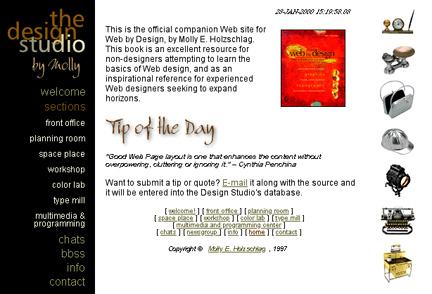 the
design
studio
by Molly
welcome
sections
front office
planning room
space place
workshop
color lab
type mill
multimedia &
programming
chats
bbss
info
contact
28-JAN-2000 15:19:58.08
This is the official companion Web site for
Web by Design, by Molly E. Holzschlag.
This book is an excellent resource for
non-designers attempting to learn the
basics of Web design, and as an
inspirational reference for experienced
Web designers seeking to expand
horizons.
web by design
Tip of the Day
"Good Web Page layout is one that enhances the content without
overpowering, cluttering or ignoring it." -- Cynthia Penchina
Want to submit a tip or quote? E-mail it along with the source and
it will be entered into the Design Studio's database.
[ welcome! ] [ front office ] [ planning room ]
[ space place ] [ workshop ] [ color lab ] [ type mill ]
[ multimedia and programming center ]
[ chats ] [ newsgroup ] [ info ] [ home ] [ contact ]
Copyright © Molly E. Holzschlag, , 1997